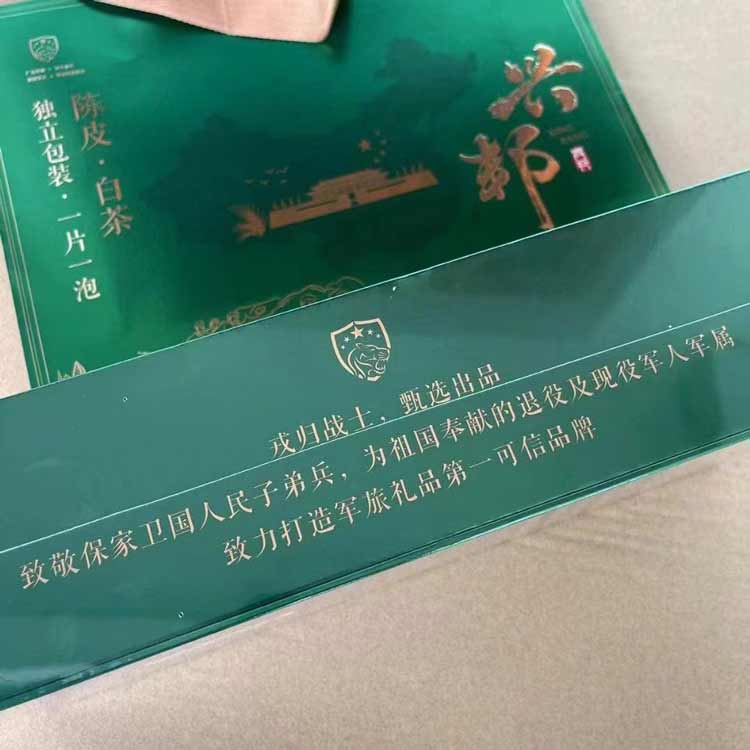 兴邦
陈皮·白茶
独立包装·一片一泡
戎归战士，甄选出品
致敬保家卫国人民子弟兵，为祖国奉献的退役及现役军人军属
致力打造军旅礼品第一可信品牌